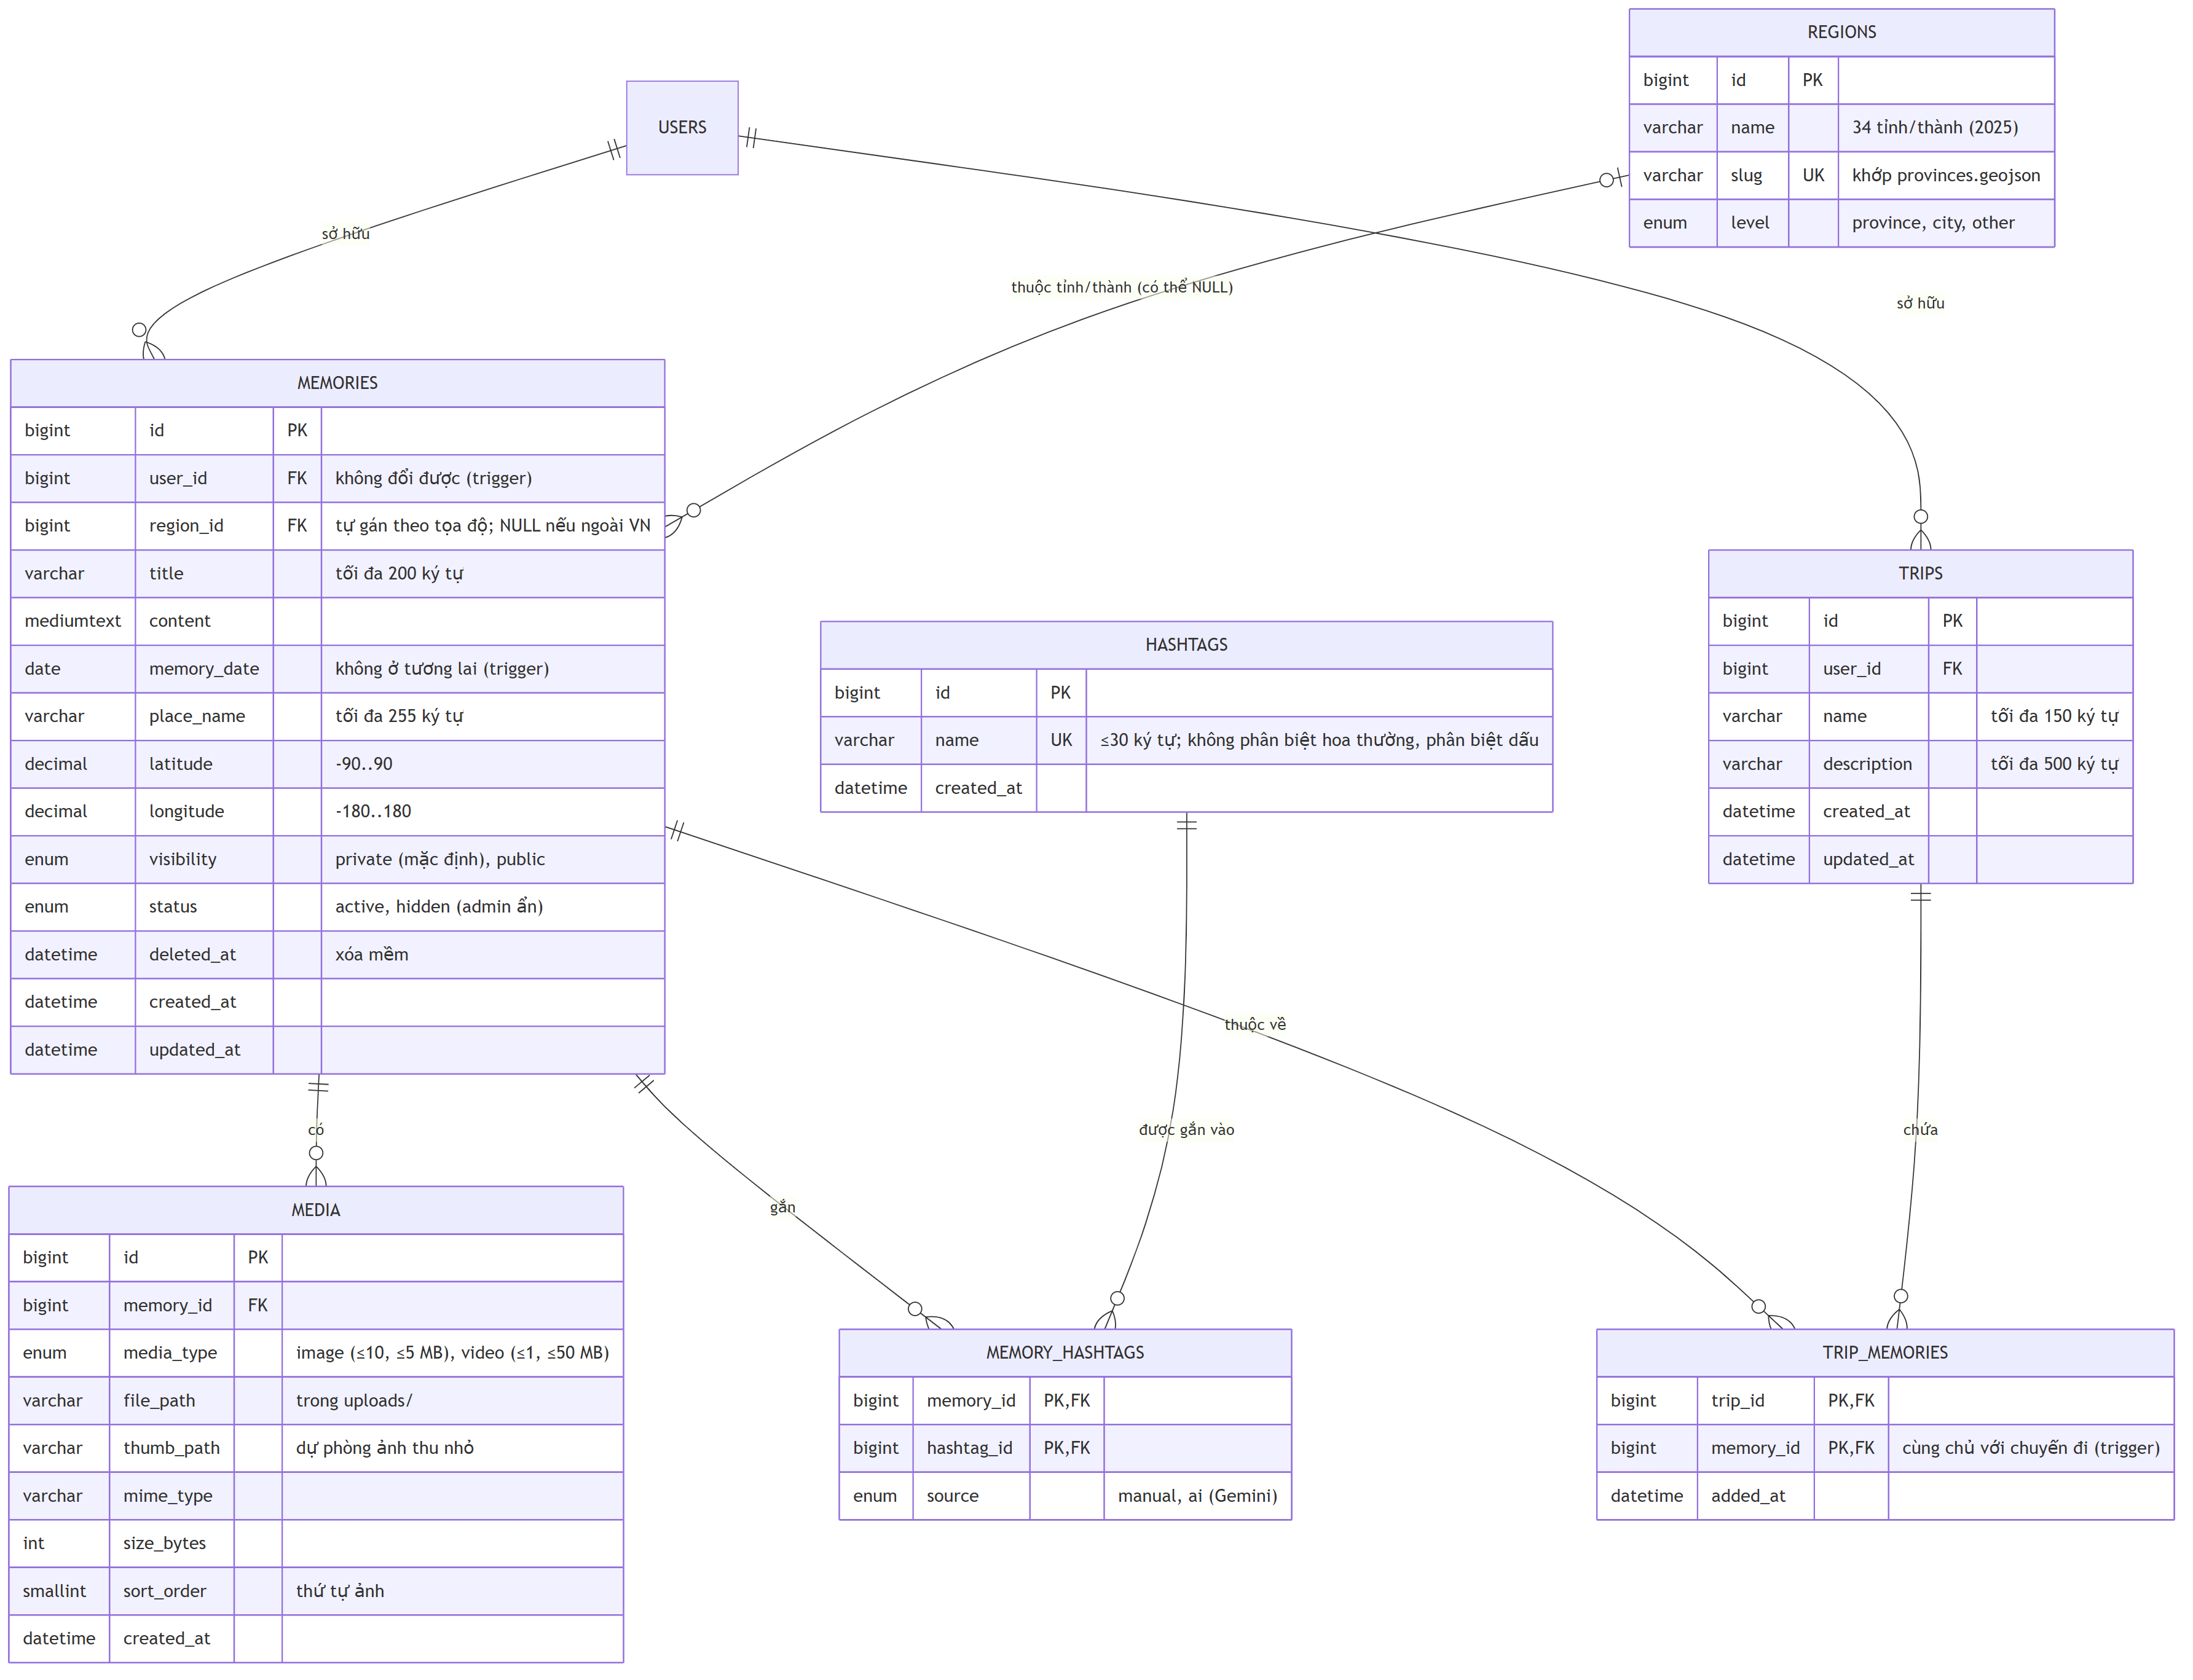 REGIONS
bigint id PK
varchar name 34 tỉnh/thành (2025)
varchar slug UK khớp provinces.geojson
enum level province, city, other
USERS
sở hữu
thuộc tỉnh/thành (có thể NULL)
sở hữu
MEMORIES
bigint id PK
bigint user_id FK không đổi được (trigger)
bigint region_id FK tự gán theo tọa độ; NULL nếu ngoài VN
varchar title tối đa 200 ký tự
mediumtext content
date memory_date không ở tương lai (trigger)
varchar place_name tối đa 255 ký tự
decimal latitude -90..90
decimal longitude -180..180
enum visibility private (mặc định), public
enum status active, hidden (admin ẩn)
datetime deleted_at xóa mềm
datetime created_at
datetime updated_at
HASHTAGS
bigint id PK
varchar name UK ≤30 ký tự; không phân biệt hoa thường, phân biệt dấu
datetime created_at
TRIPS
bigint id PK
bigint user_id FK
varchar name tối đa 150 ký tự
varchar description tối đa 500 ký tự
datetime created_at
datetime updated_at
thuộc về
có
được gắn vào
chứa
gắn
MEDIA
bigint id PK
bigint memory_id FK
enum media_type image (≤10, ≤5 MB), video (≤1, ≤50 MB)
varchar file_path trong uploads/
varchar thumb_path dự phòng ảnh thu nhỏ
varchar mime_type
int size_bytes
smallint sort_order thứ tự ảnh
datetime created_at
MEMORY_HASHTAGS
bigint memory_id PK,FK
bigint hashtag_id PK,FK
enum source manual, ai (Gemini)
TRIP_MEMORIES
bigint trip_id PK,FK
bigint memory_id PK,FK cùng chủ với chuyến đi (trigger)
datetime added_at